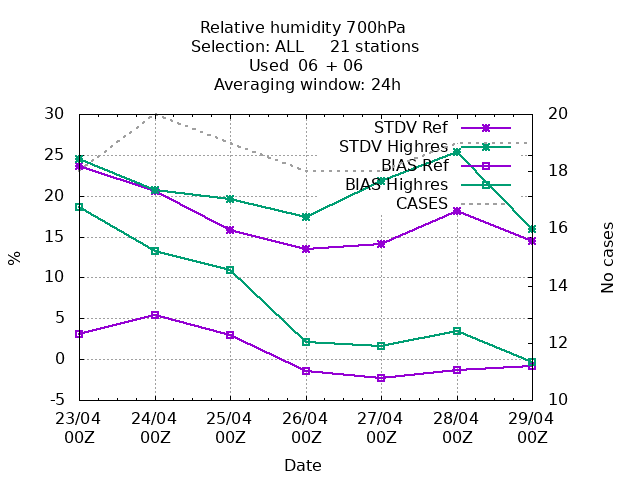 Relative humidity 700hPa
Selection: ALL 21 stations
Used 06 + 06
Averaging window: 24h
30
25
20
15
10
5
0
-5
%
20
18
16
14
12
10
No cases
STDV Ref
STDV Highres
BIAS Ref
BIAS Highres
CASES
23/04 24/04 25/04 26/04 27/04 28/04 29/04
00Z 00Z 00Z 00Z 00Z 00Z 00Z
Date